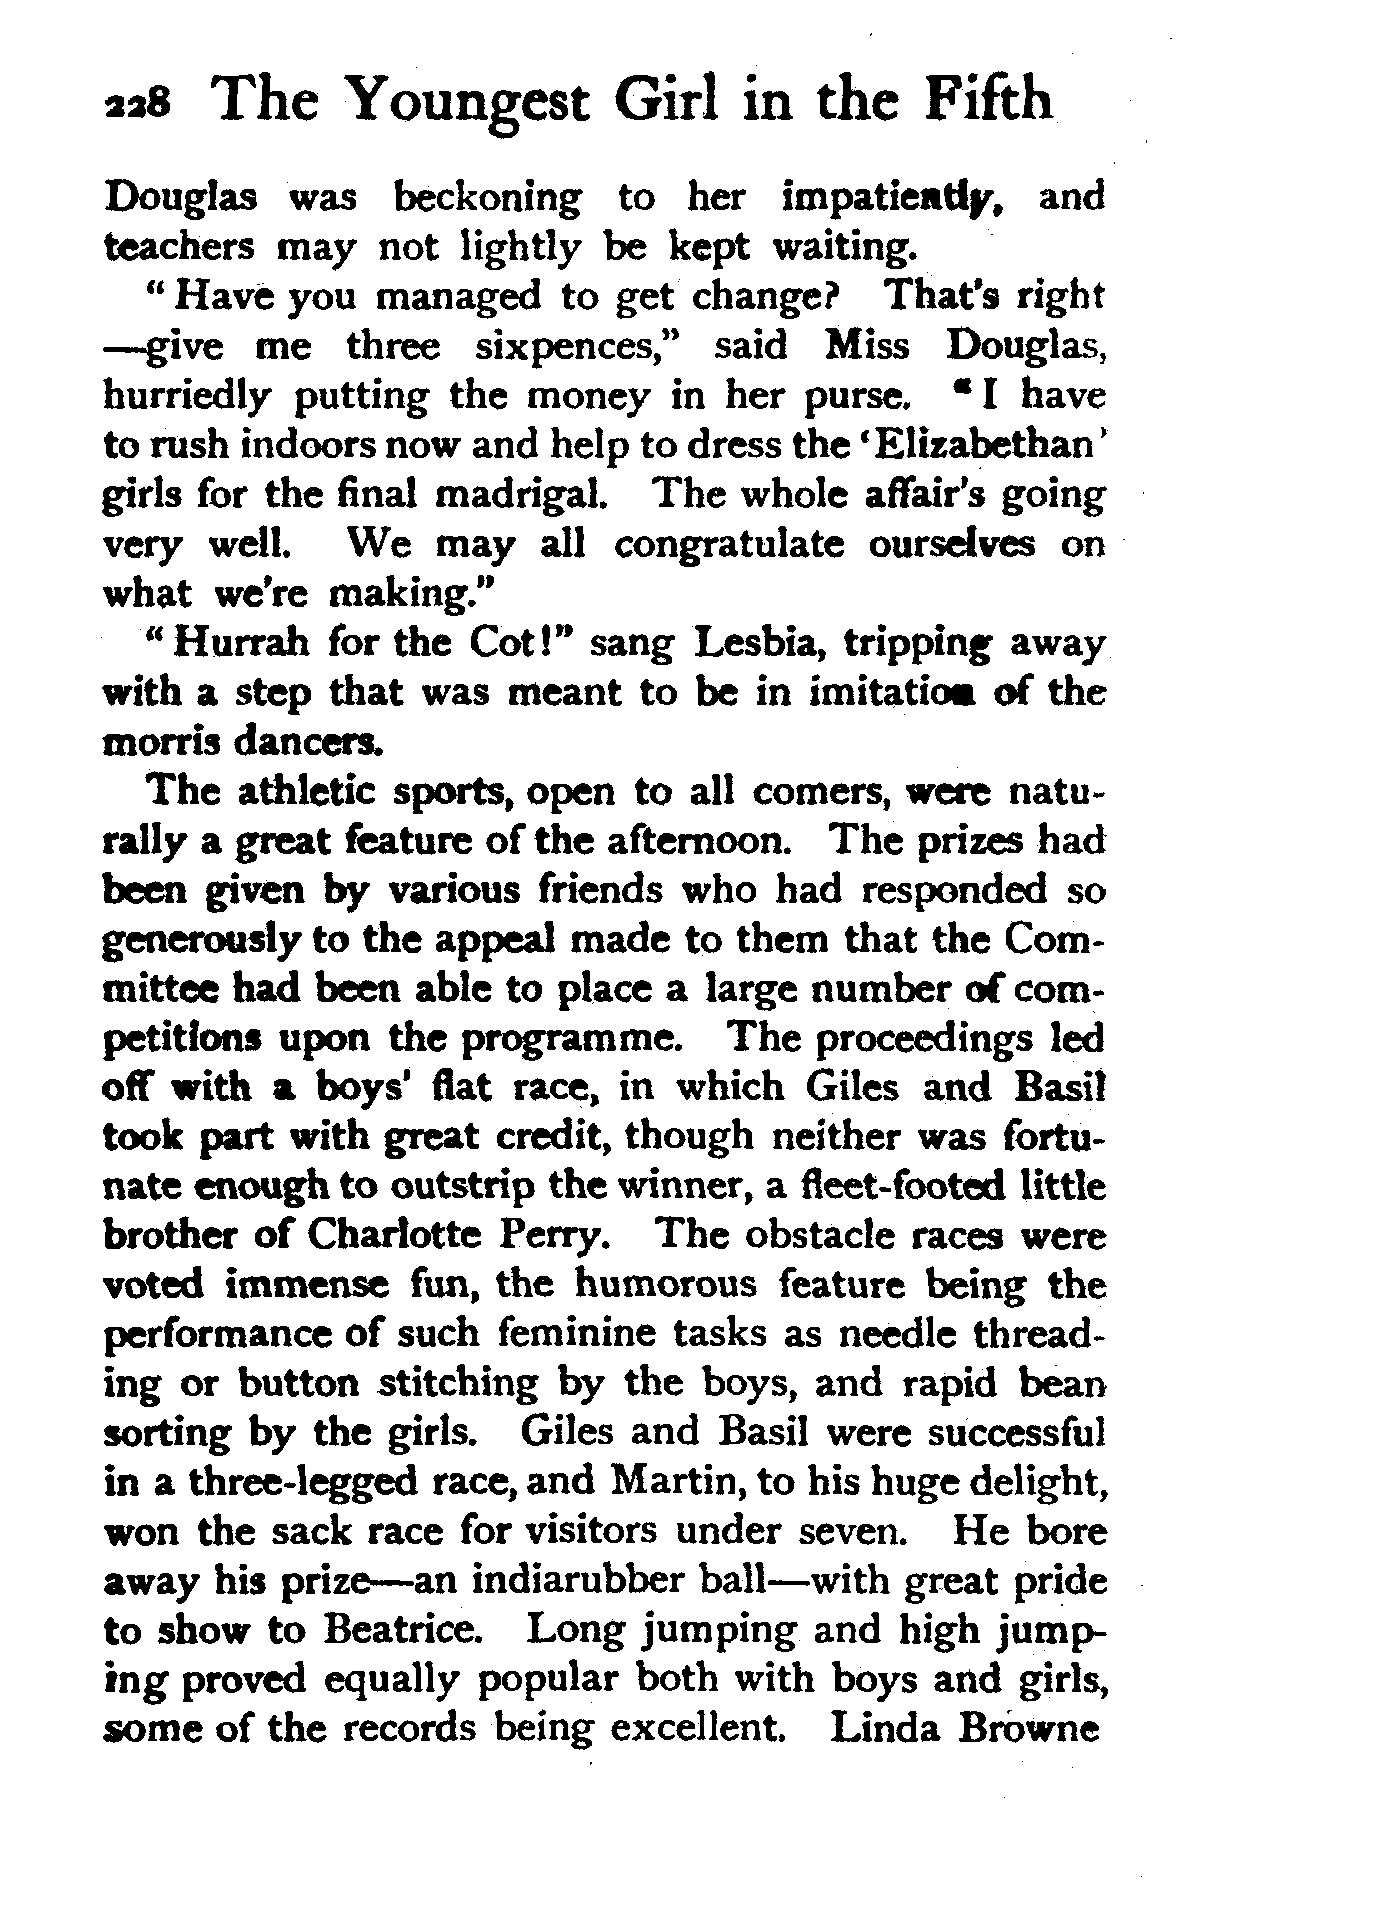 228 The Youngest Girl in the Fifth
Douglas was beckoning to her impatiently, and
teachers may not lightly be kept waiting.
“Have you managed to get change? That's right
—give me three sixpences,” said Miss Douglas,
hurriedly putting the money in her purse. “I have
to rush indoors now and help to dress the ‘Elizabethan’
girls for the final madrigal. The whole affair's going
very well. We may all congratulate ourselves on
what we're making.”
“Hurrah for the Cot!” sang Lesbia, tripping away
with a step that was meant to be in imitation of the
morris dancers.
The athletic sports, open to all comers, were natu-
rally a great feature of the afternoon. The prizes had
been given by various friends who had responded so
generously to the appeal made to them that the Com-
mittee had been able to place a large number of com-
petitions upon the programme. The proceedings led
off with a boys' flat race, in which Giles and Basil
took part with great credit, though neither was fortu-
nate enough to outstrip the winner, a fleet-footed little
brother of Charlotte Perry. The obstacle races were
voted immense fun, the humorous feature being the
performance of such feminine tasks as needle thread-
ing or button stitching by the boys, and rapid bean
sorting by the girls. Giles and Basil were successful
in a three-legged race, and Martin, to his huge delight,
won the sack race for visitors under seven. He bore
away his prize—an indiarubber ball—with great pride
to show to Beatrice. Long jumping and high jump-
ing proved equally popular both with boys and girls,
some of the records being excellent. Linda Browne